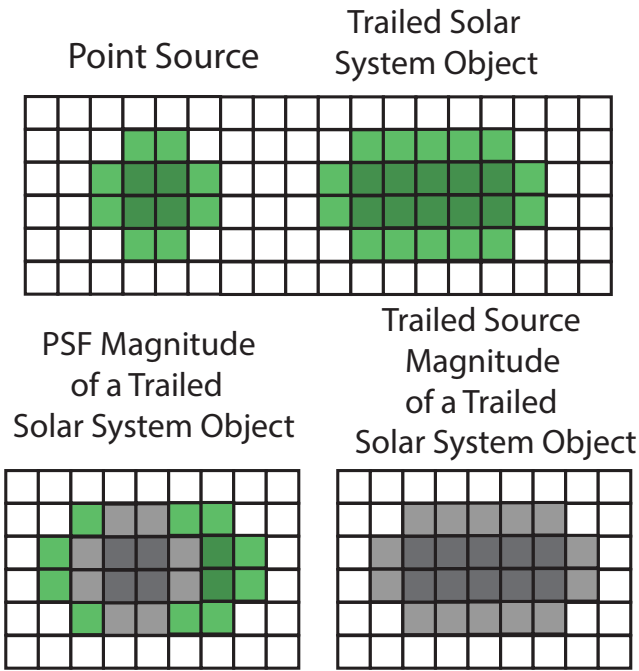 Point Source
Trailed Solar
System Object
PSF Magnitude
of a Trailed
Solar System Object
Trailed Source
Magnitude
of a Trailed
Solar System Object